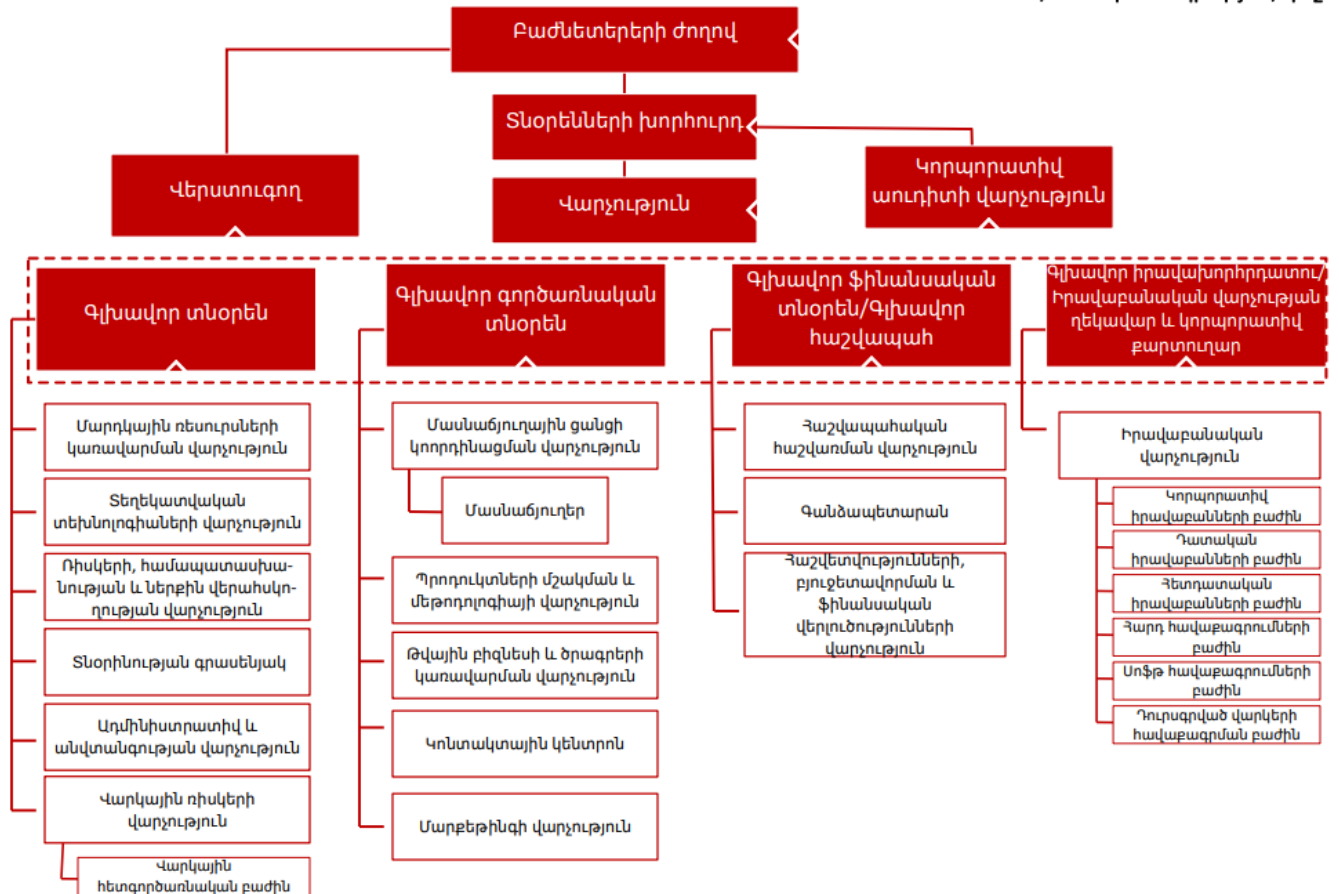 Բաժնետերերի ժողով
Տնօրենների խորհուրդ
Վերստուգող
Վարչություն
Կորպորատիվ
աուդիտի վարչություն
Գլխավոր տնօրեն
Գլխավոր գործառնական
տնօրեն
Գլխավոր ֆինանսական
տնօրեն/Գլխավոր
հաշվապահ
Գլխավոր իրավախորհրդատու/
Իրավաբանական վարչության
ղեկավար և կորպորատիվ
քարտուղար
Մարդկային ռեսուրսների
կառավարման վարչություն
Տեղեկատվական
տեխնոլոգիաների վարչություն
Ռիսկերի, համապատասխա-
նության և ներքին վերահսկո-
ղության վարչություն
Տնօրինության գրասենյակ
Ադմինիստրատիվ և
անվտանգության վարչություն
Վարկային ռիսկերի
վարչություն
Վարկային
հետգործառնական բաժին
Մասնաճյուղային ցանցի
կոորդինացման վարչություն
Մասնաճյուղեր
Պրոդուկտների մշակման և
մեթոդոլոգիայի վարչություն
Թվային բիզնեսի և ծրագրերի
կառավարման վարչություն
Կոնտակտային կենտրոն
Մարքեթինգի վարչություն
Հաշվապահական
հաշվառման վարչություն
Գանձապետարան
Հաշվետվությունների,
բյուջետավորման և
ֆինանսական
վերլուծությունների
վարչություն
Իրավաբանական
վարչություն
Կորպորատիվ
իրավաբանների բաժին
Դատական
իրավաբանների բաժին
Հետդատական
իրավաբանների բաժին
Հարդ հավաքագրումների
բաժին
Սոֆթ հավաքագրումների
բաժին
Դուրսգրված վարկերի
հավաքագրման բաժին